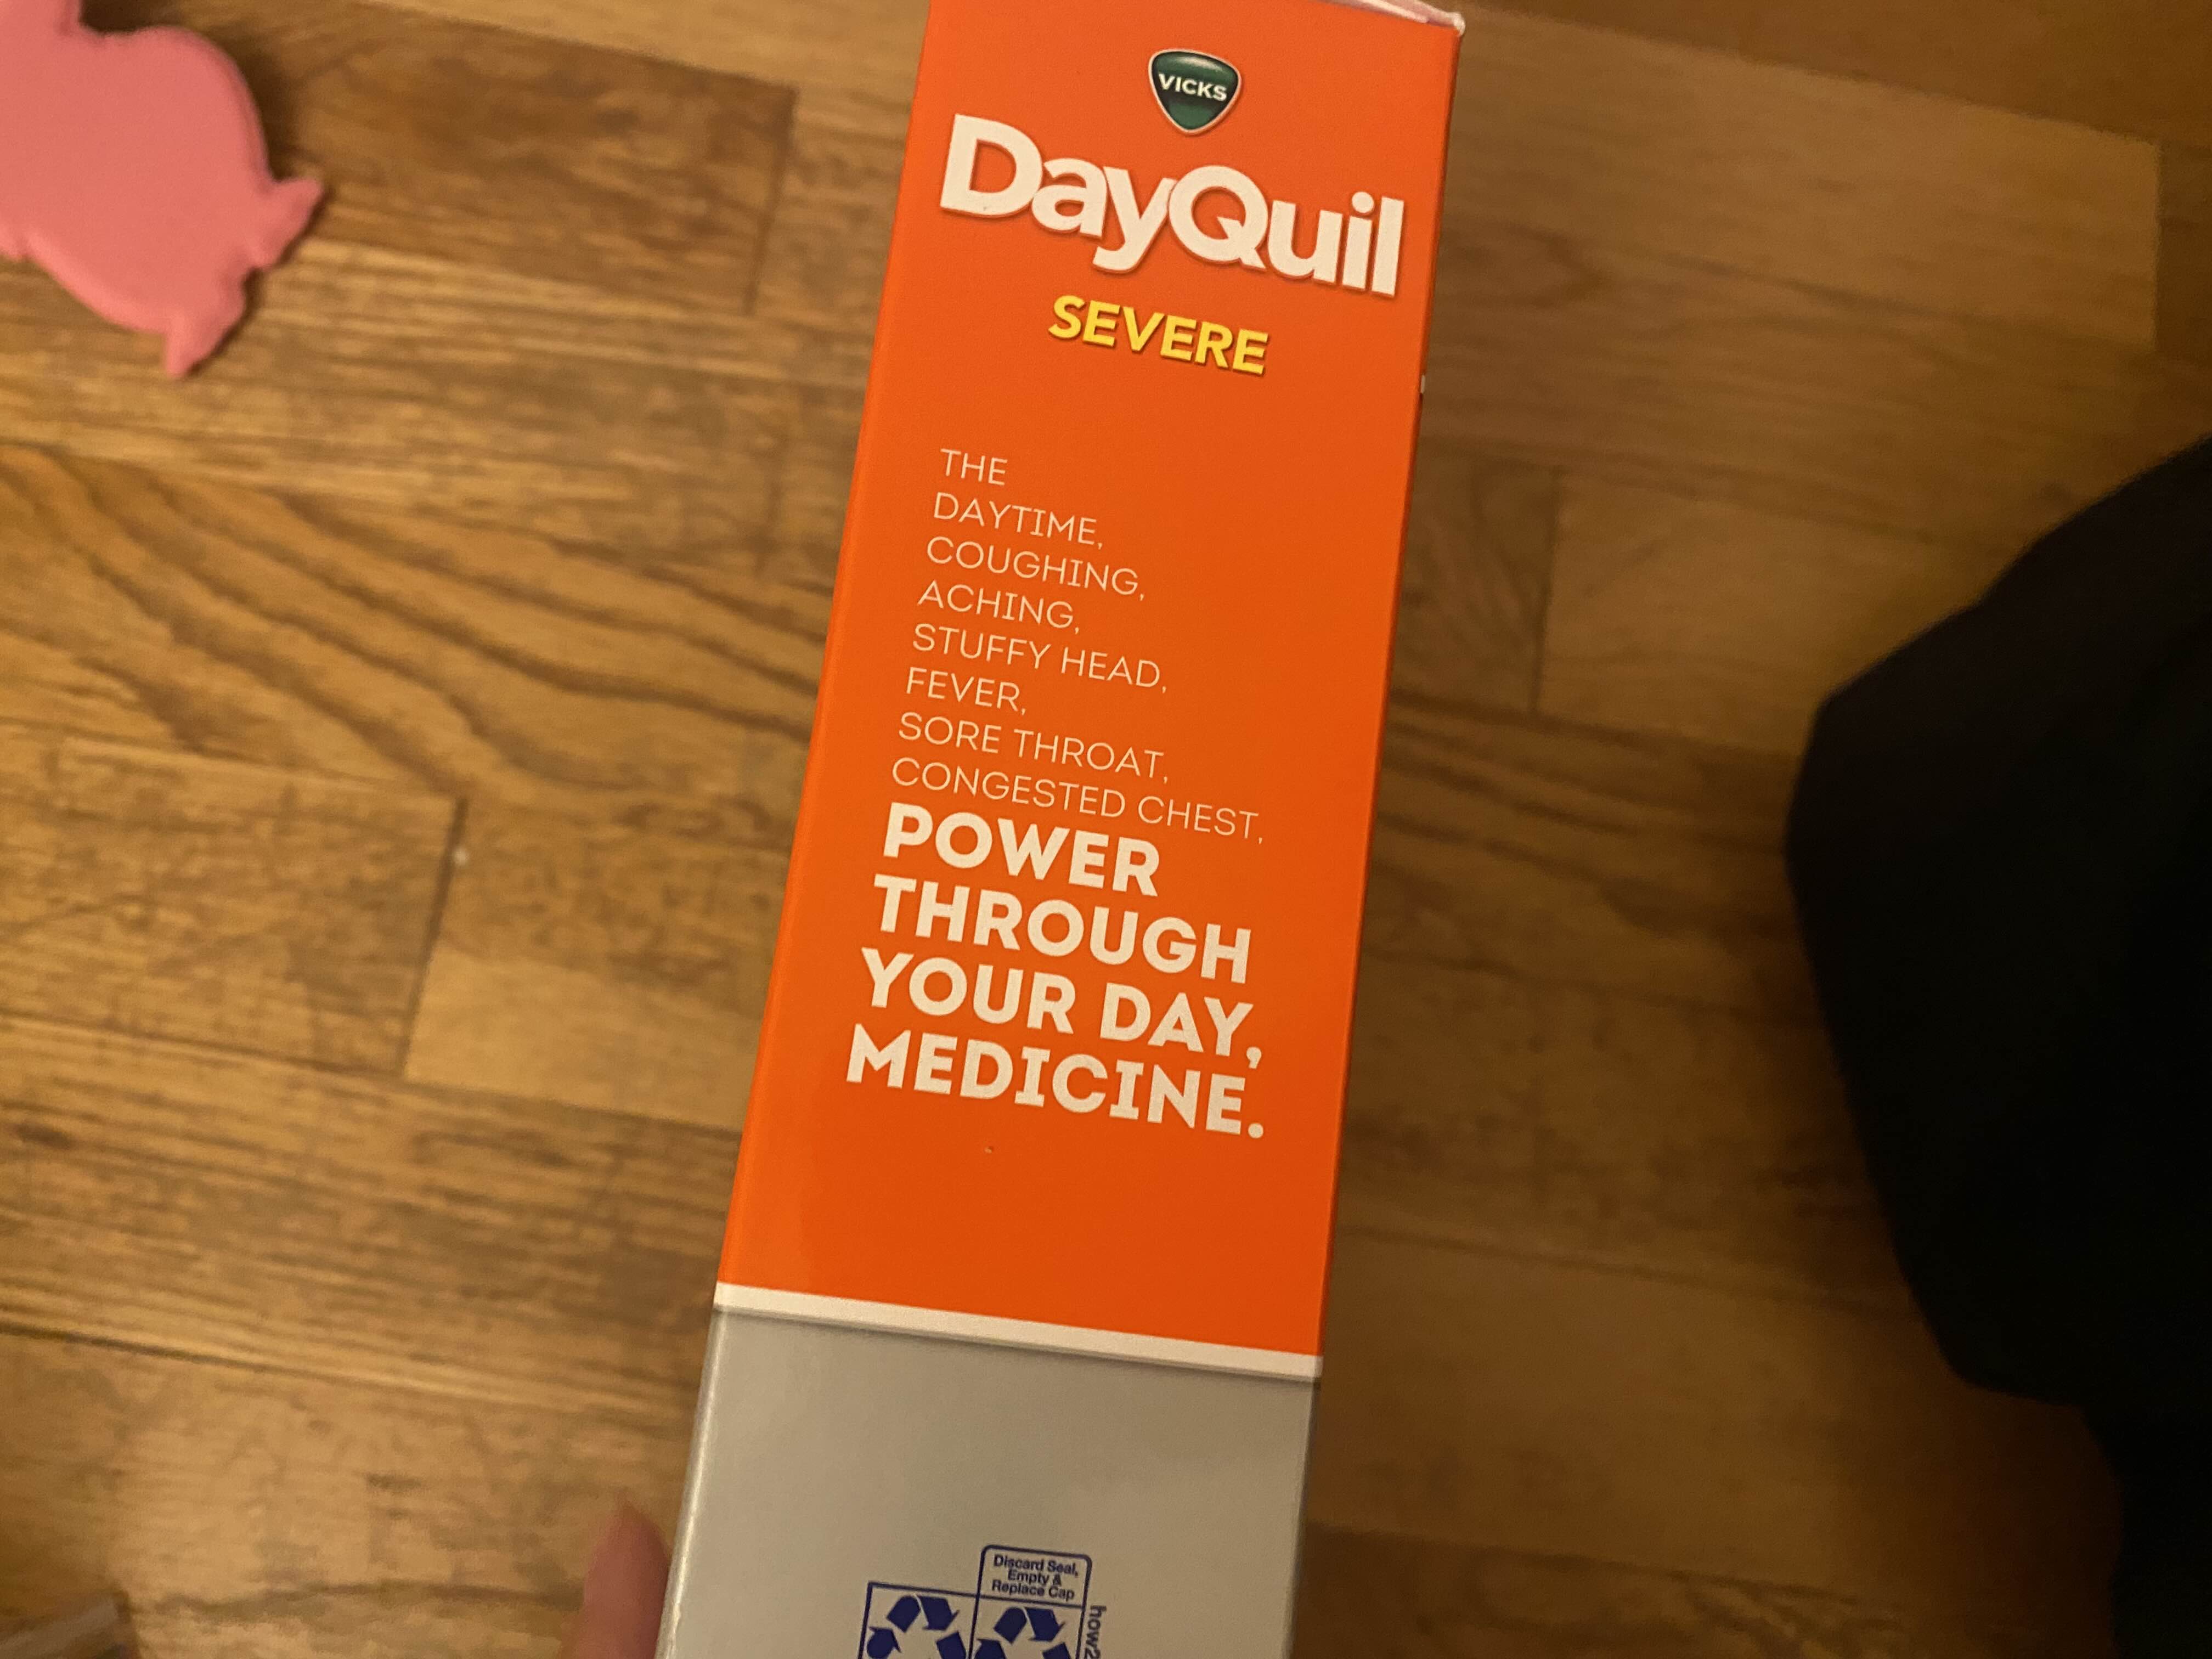 VICKS
DayQuil
SEVERE
THE
DAYTIME,
COUGHING,
ACHING,
STUFFY HEAD,
FEVER,
SORE THROAT,
CONGESTED CHEST,
POWER
THROUGH
YOUR DAY,
MEDICINE.
Discard Seal,
Empty &
Replace Cap